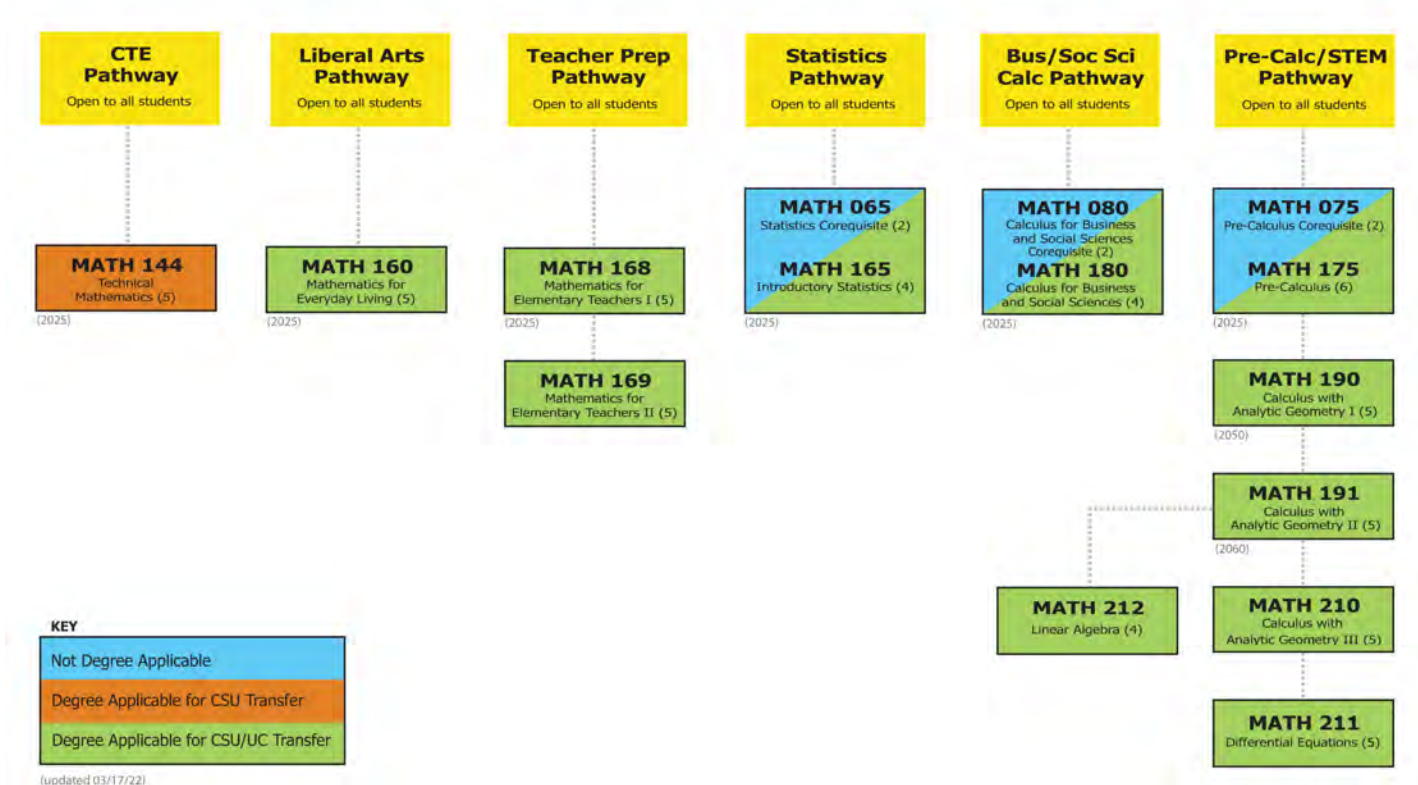 CTE
Pathway
Open to all students
Liberal Arts
Pathway
Open to all students
Teacher Prep
Pathway
Open to all students
Statistics
Pathway
Open to all students
Bus/Soc Sci
Calc Pathway
Open to all students
Pre-Calc/STEM
Pathway
Open to all students
MATH 144
Technical
Mathematics (5)
(2025)
MATH 160
Mathematics for
Everyday Living (5)
(2025)
MATH 168
Mathematics for
Elementary Teachers I (5)
(2025)
MATH 169
Mathematics for
Elementary Teachers II (5)
MATH 065
Statistics Corequisite (2)
MATH 165
Introductory Statistics (4)
(2025)
MATH 080
Calculus for Business
and Social Sciences
Corequisite (2)
MATH 180
Calculus for Business
and Social Sciences (4)
(2025)
MATH 075
Pre-Calculus Corequisite (2)
MATH 175
Pre-Calculus (6)
(2025)
MATH 190
Calculus with
Analytic Geometry I (5)
(2050)
MATH 191
Calculus with
Analytic Geometry II (5)
(2060)
MATH 212
Linear Algebra (4)
MATH 210
Calculus with
Analytic Geometry III (5)
MATH 211
Differential Equations (5)
KEY
Not Degree Applicable
Degree Applicable for CSU Transfer
Degree Applicable for CSU/UC Transfer
(updated 03/17/22)